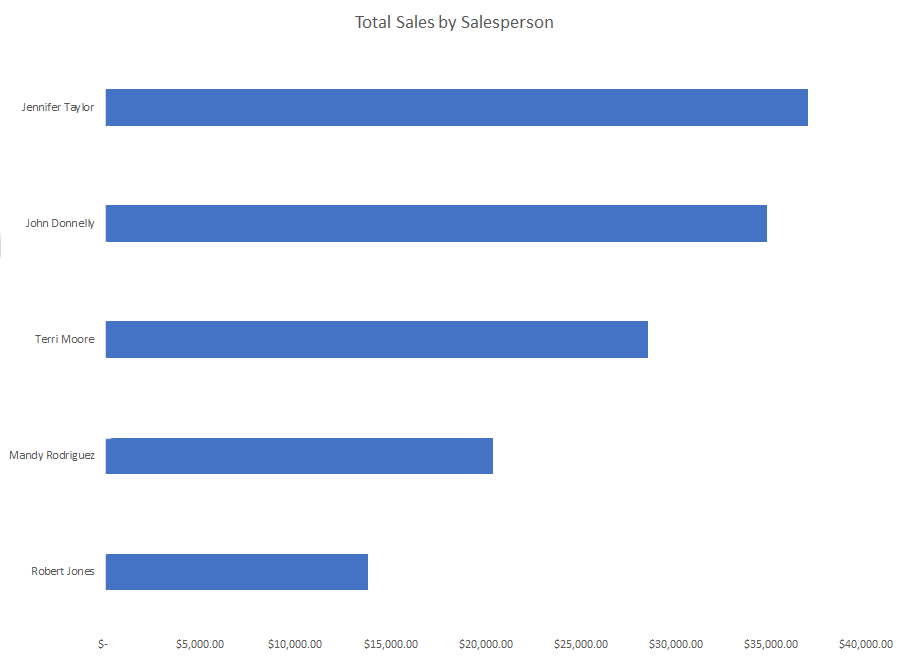 Total Sales by Salesperson
Jennifer Taylor
John Donnelly
Terri Moore
Mandy Rodriguez
Robert Jones
$- $5,000.00 $10,000.00 $15,000.00 $20,000.00 $25,000.00 $30,000.00 $35,000.00 $40,000.00